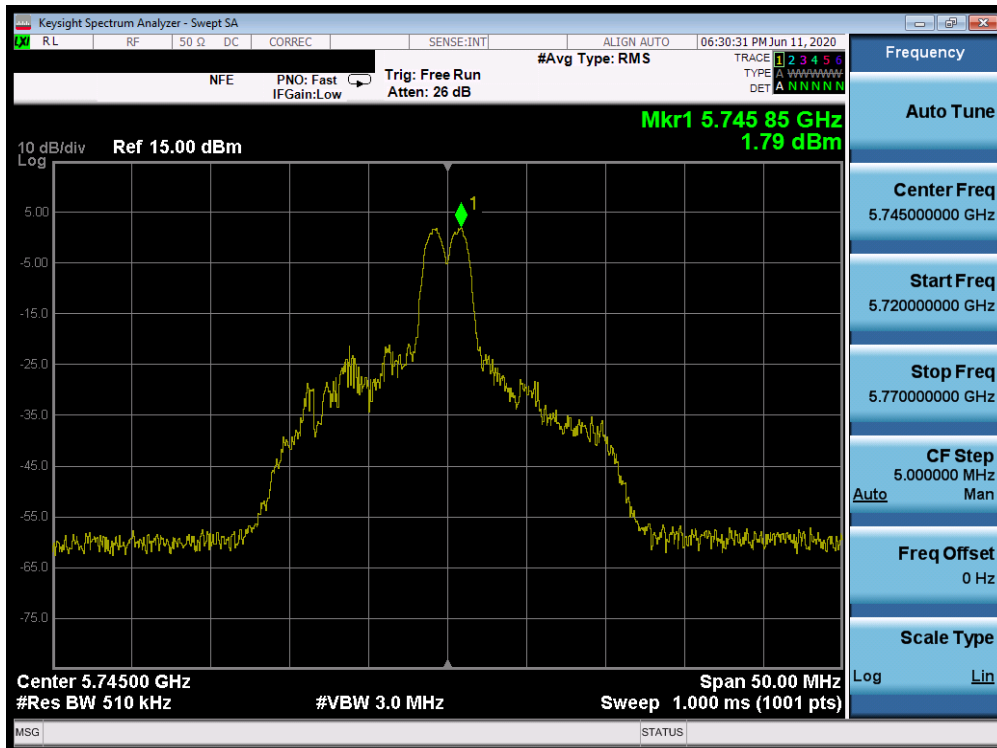 Keysight Spectrum Analyzer - Swept SA
LXI RL RF 50 Ω DC CORREC SENSE:INT ALIGN AUTO 06:30:31 PM Jun 11, 2020
NFE PNO: Fast Trig: Free Run #Avg Type: RMS TRACE 1 2 3 4 5 6
IFGain:Low Atten: 26 dB TYPE A WWWWW
DET A N N N N N
Mkr1 5.745 85 GHz
1.79 dBm
10 dB/div Ref 15.00 dBm
Log
1
5.00
-5.00
-15.0
-25.0
-35.0
-45.0
-55.0
-65.0
-75.0
Center 5.74500 GHz Span 50.00 MHz
#Res BW 510 kHz #VBW 3.0 MHz Sweep 1.000 ms (1001 pts)
MSG STATUS
Frequency
Auto Tune
Center Freq
5.745000000 GHz
Start Freq
5.720000000 GHz
Stop Freq
5.770000000 GHz
CF Step
5.000000 MHz
Auto Man
Freq Offset
0 Hz
Scale Type
Log Lin